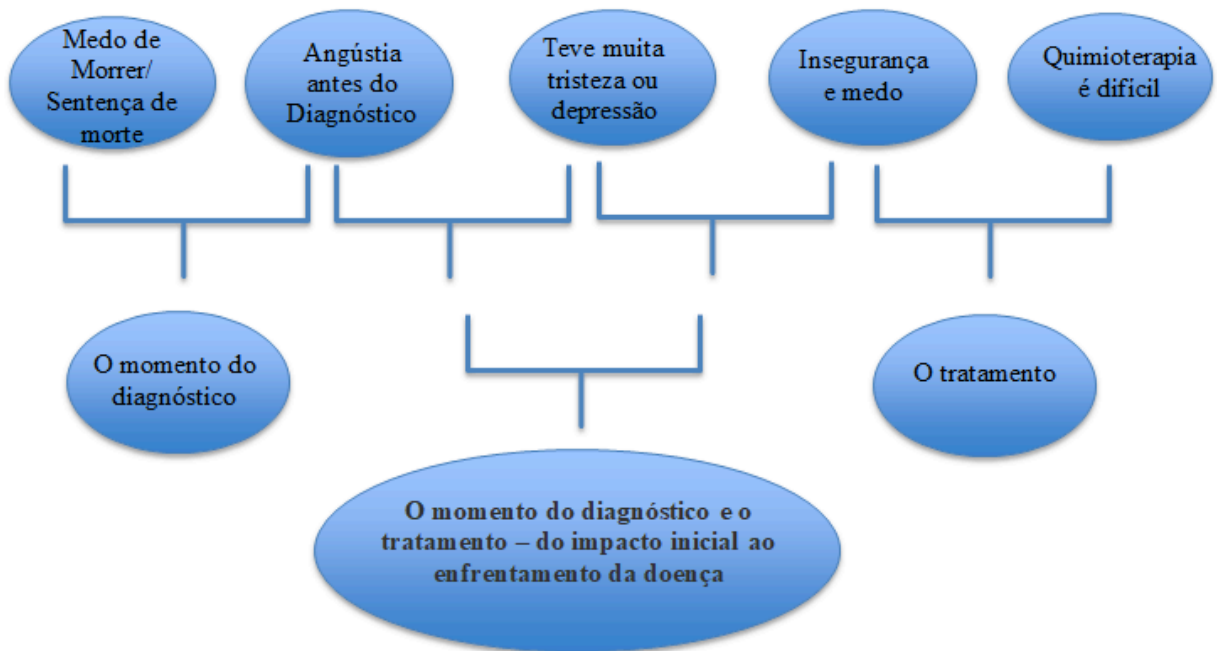 Medo de
Morrer/
Sentença de
morte
Angústia
antes do
Diagnóstico
Teve muita
tristeza ou
depressão
Insegurança
e medo
Quimioterapia
é difícil
O momento do
diagnóstico
O tratamento
O momento do diagnóstico e o
tratamento – do impacto inicial ao
enfrentamento da doença